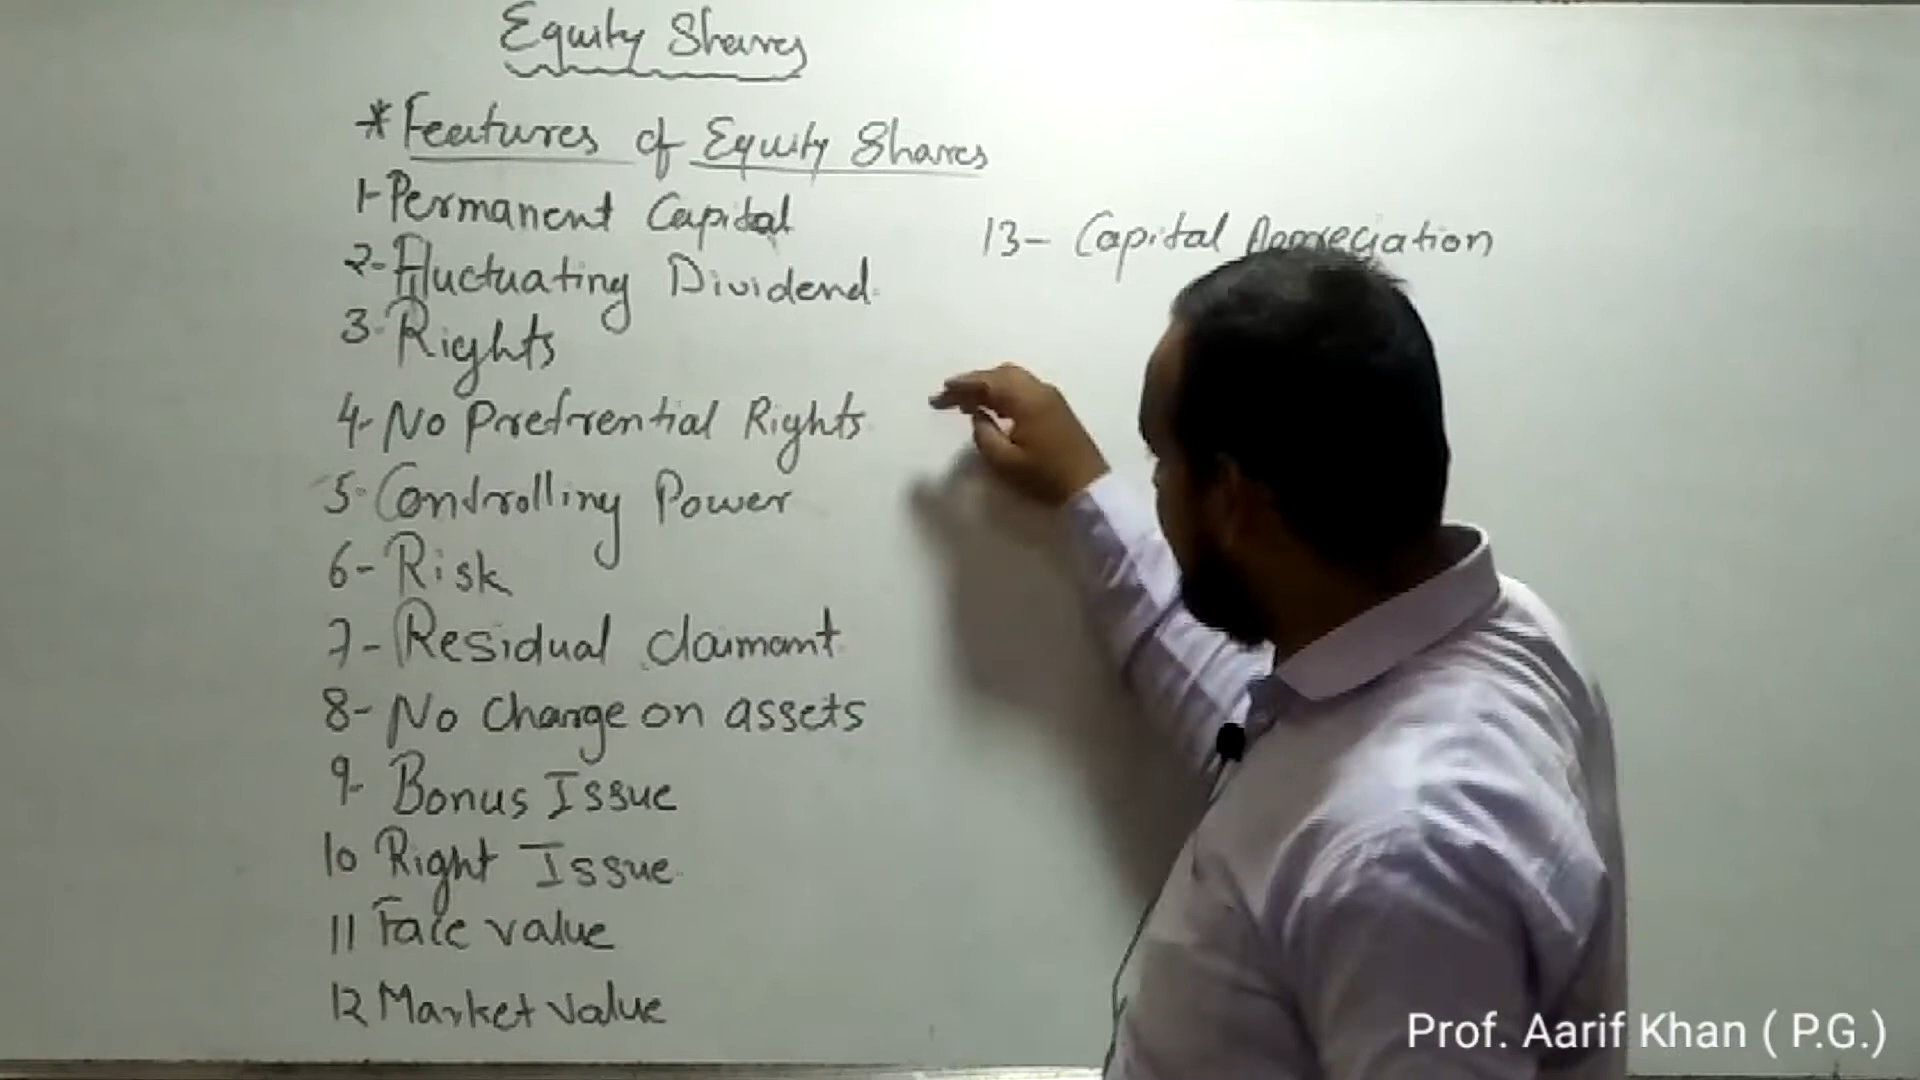 Equity Shares
* Features of Equity Shares
1- Permanent Capital
2- Fluctuating Dividend
3- Rights
4- No Prefrential Rights
5- Controlling Power
6- Risk
7- Residual claimant
8- No Charge on assets
9- Bonus Issue
10 Right Issue
11 Face value
12 Market value
13- Capital Appreciation
Prof. Aarif Khan ( P.G.)